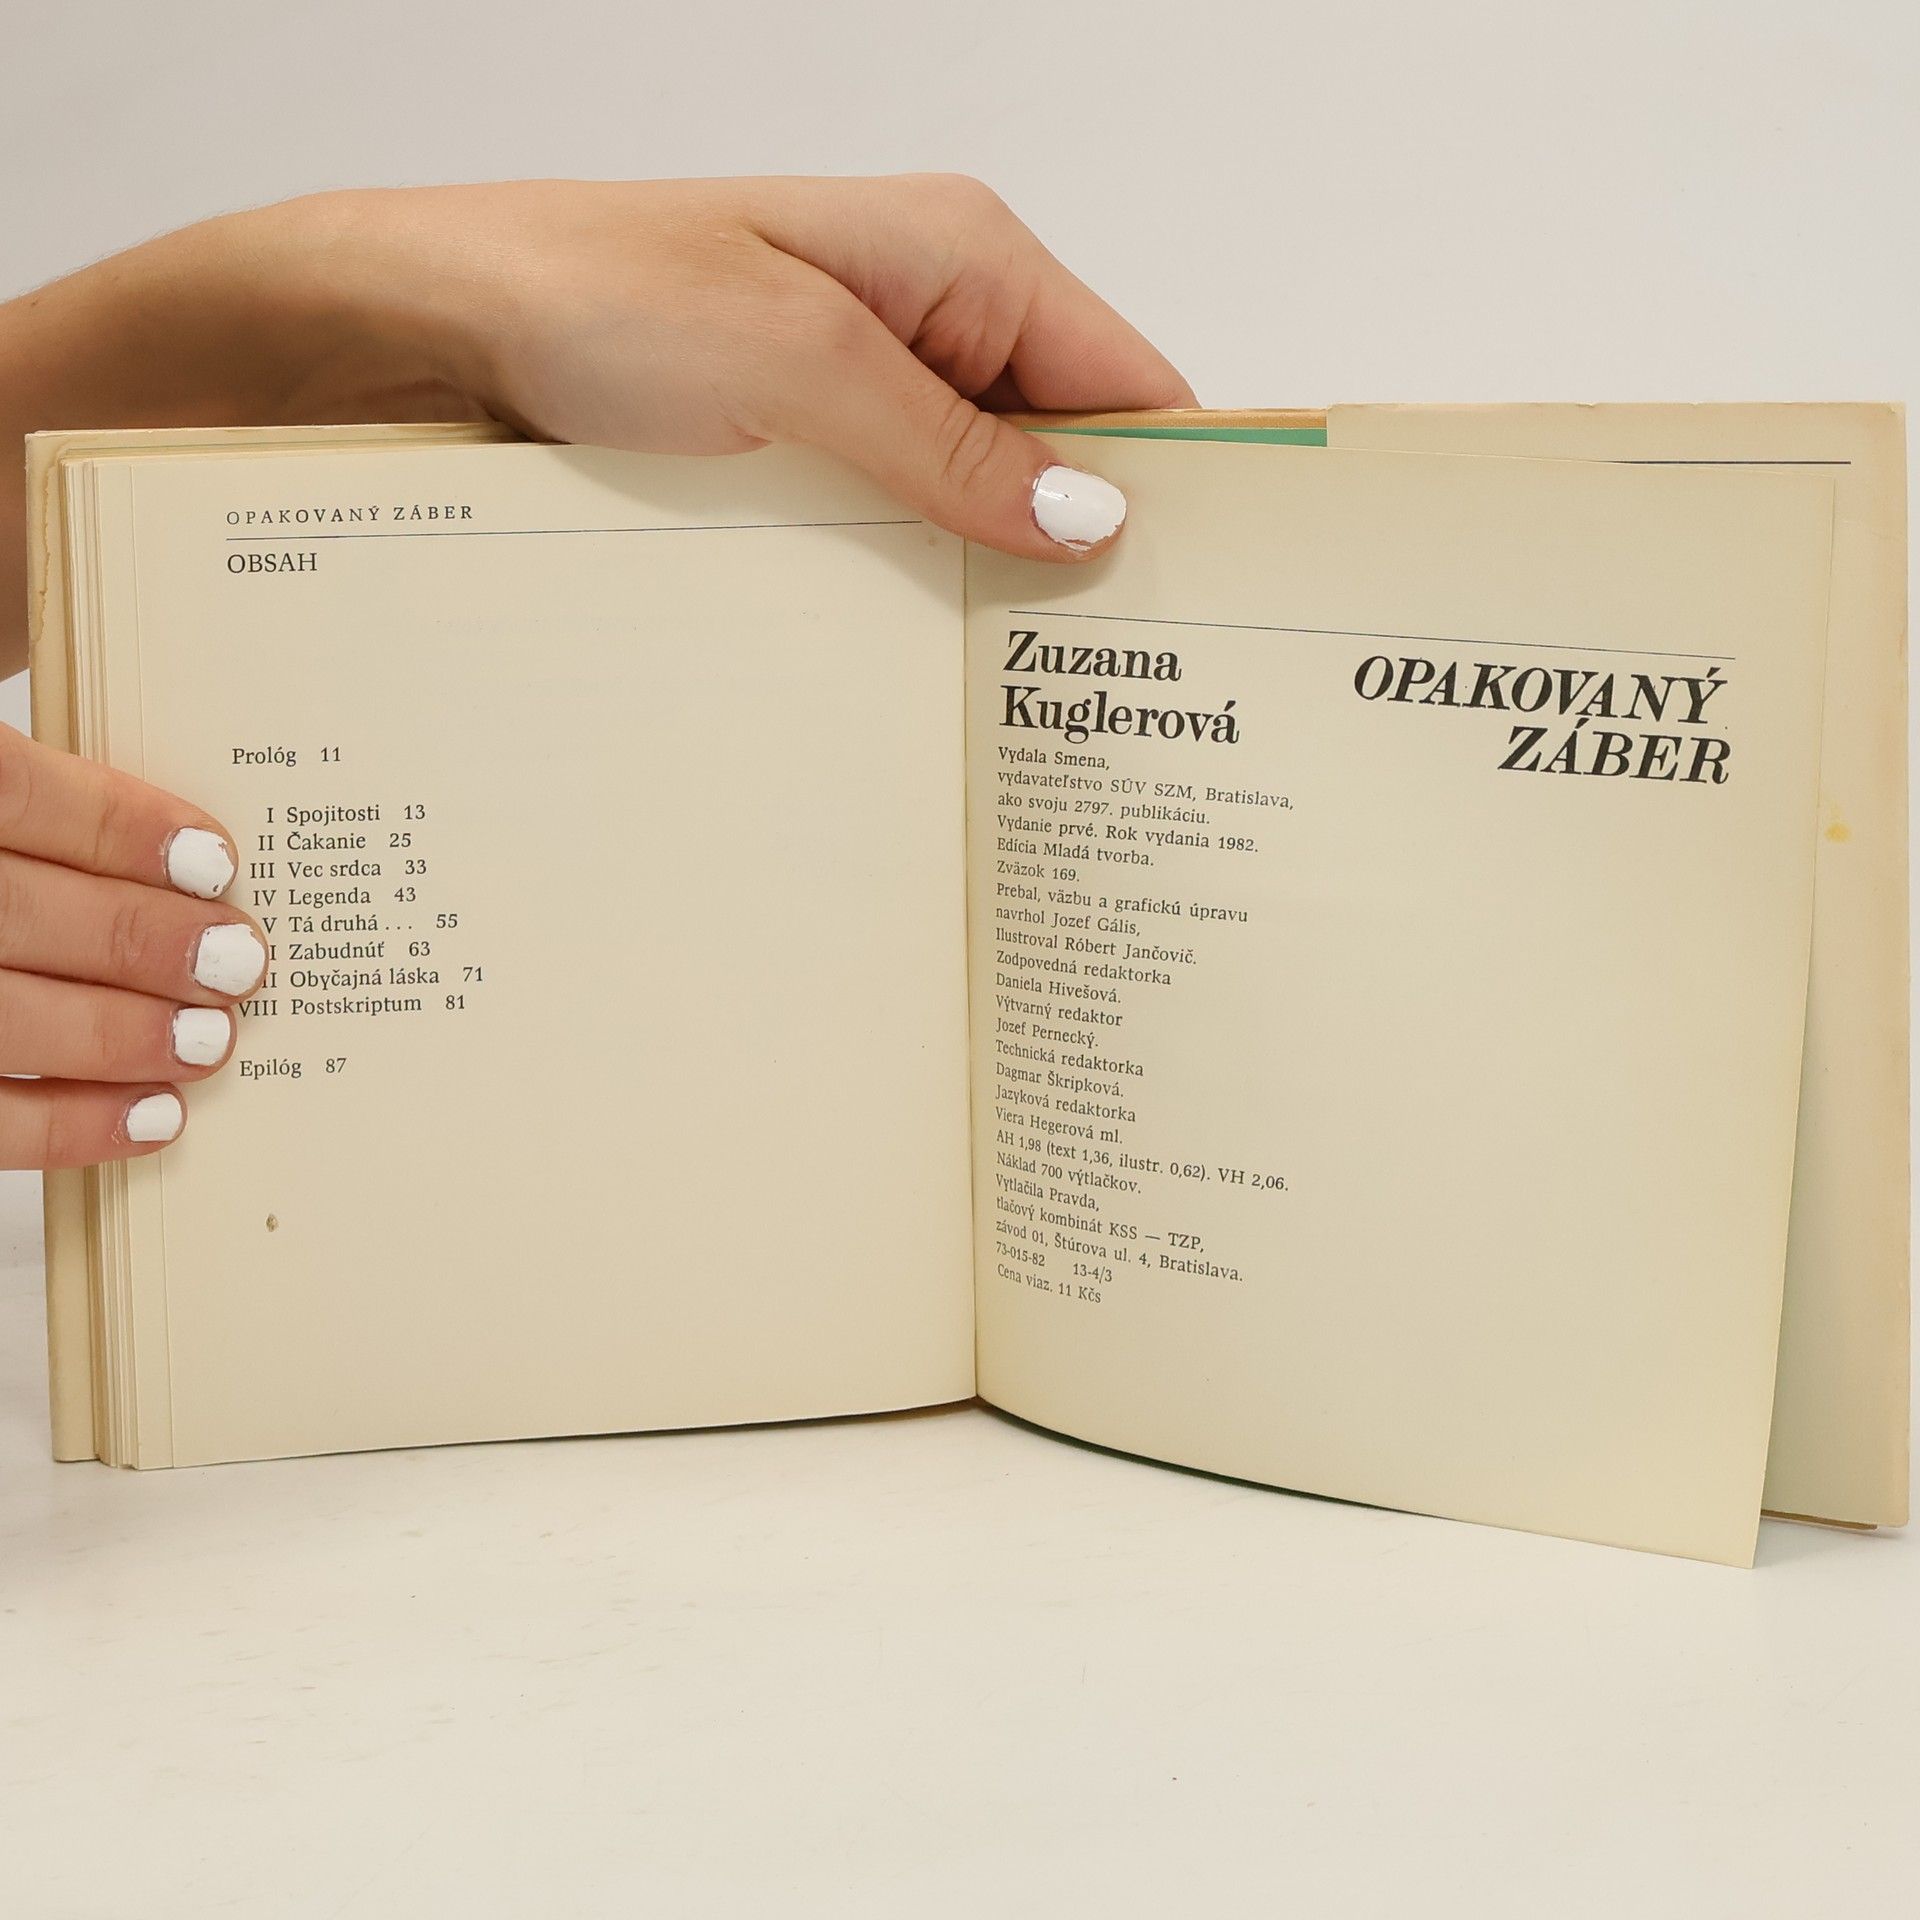 OPAKOVANÝ ZÁBER
OBSAH
Prológ 11
I Spojitosti 13
II Čakanie 25
III Vec srdca 33
IV Legenda 43
V Tá druhá . . . 55
I Zabudnúť 63
II Obyčajná láska 71
VIII Postskriptum 81
Epilóg 87
Zuzana
Kuglerová
OPAKOVANÝ
ZÁBER
Vydala Smena,
vydavateľstvo SÚV SZM, Bratislava,
ako svoju 2797. publikáciu.
Vydanie prvé. Rok vydania 1982.
Edícia Mladá tvorba.
Zväzok 169.
Prebal, väzbu a grafickú úpravu
navrhol Jozef Gális,
Ilustroval Róbert Jančovič.
Zodpovedná redaktorka
Daniela Hivešová.
Výtvarný redaktor
Jozef Pernecký.
Technická redaktorka
Dagmar Škripková.
Jazyková redaktorka
Viera Hegerová ml.
AH 1,98 (text 1,36, ilustr. 0,62). VH 2,06.
Náklad 700 výtlačkov.
Vytlačila Pravda,
tlačový kombinát KSS — TZP,
závod 01, Štúrova ul. 4, Bratislava.
73-015-82 13-4/3
Cena viaz. 11 Kčs